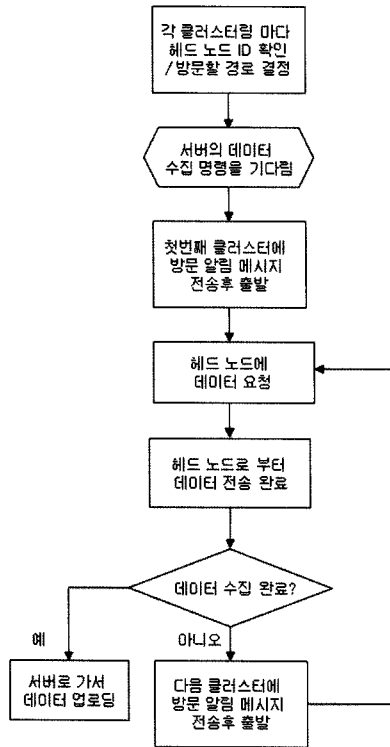 각 클러스터링 마다
헤드 노드 ID 확인
/방문할 경로 결정
서버의 데이터
수집 명령을 기다림
첫번째 클러스터에
방문 알림 메시지
전송후 출발
헤드 노드에
데이터 요청
헤드 노드로 부터
데이터 전송 완료
데이터 수집 완료?
예
아니오
서버로 가서
데이터 업로딩
다음 클러스터에
방문 알림 메시지
전송후 출발